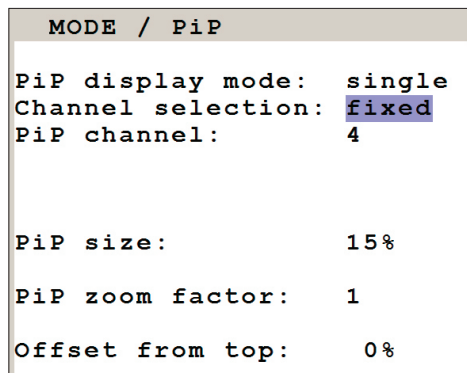 MODE / PiP
PiP display mode: single
Channel selection: fixed
PiP channel: 4
PiP size: 15%
PiP zoom factor: 1
Offset from top: 0%